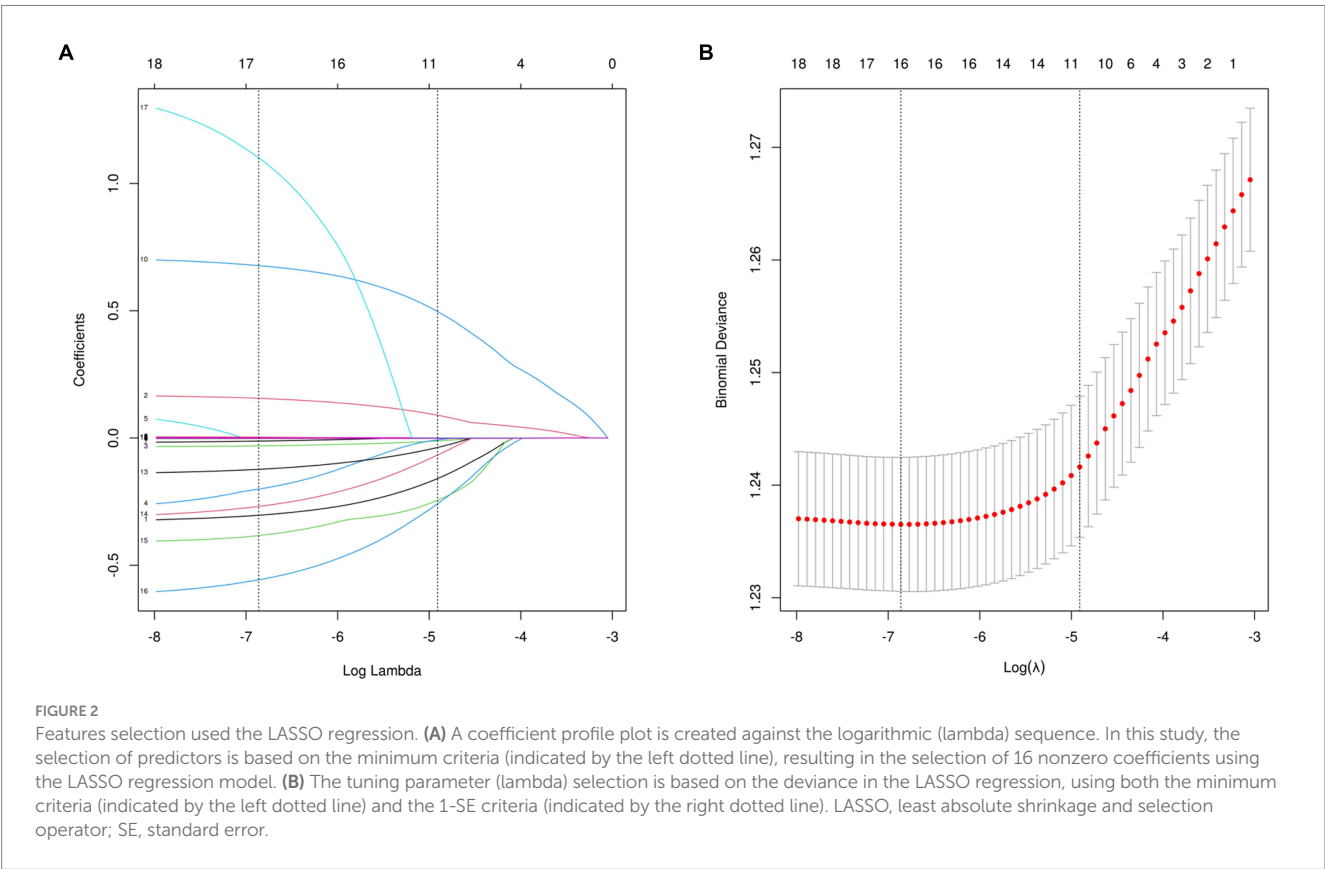 A
18 17 16 11 4 0
17
10
2
5
3
13
4
14
1
15
16
1.0
0.5
0.0
-0.5
Coefficients
-8 -7 -6 -5 -4 -3
Log Lambda
B
18 18 17 16 16 16 14 14 11 10 6 4 3 2 1
1.27
1.26
1.25
1.24
1.23
Binomial Deviance
-8 -7 -6 -5 -4 -3
Log(λ)
FIGURE 2
Features selection used the LASSO regression. (A) A coefficient profile plot is created against the logarithmic (lambda) sequence. In this study, the
selection of predictors is based on the minimum criteria (indicated by the left dotted line), resulting in the selection of 16 nonzero coefficients using
the LASSO regression model. (B) The tuning parameter (lambda) selection is based on the deviance in the LASSO regression, using both the minimum
criteria (indicated by the left dotted line) and the 1-SE criteria (indicated by the right dotted line). LASSO, least absolute shrinkage and selection
operator; SE, standard error.